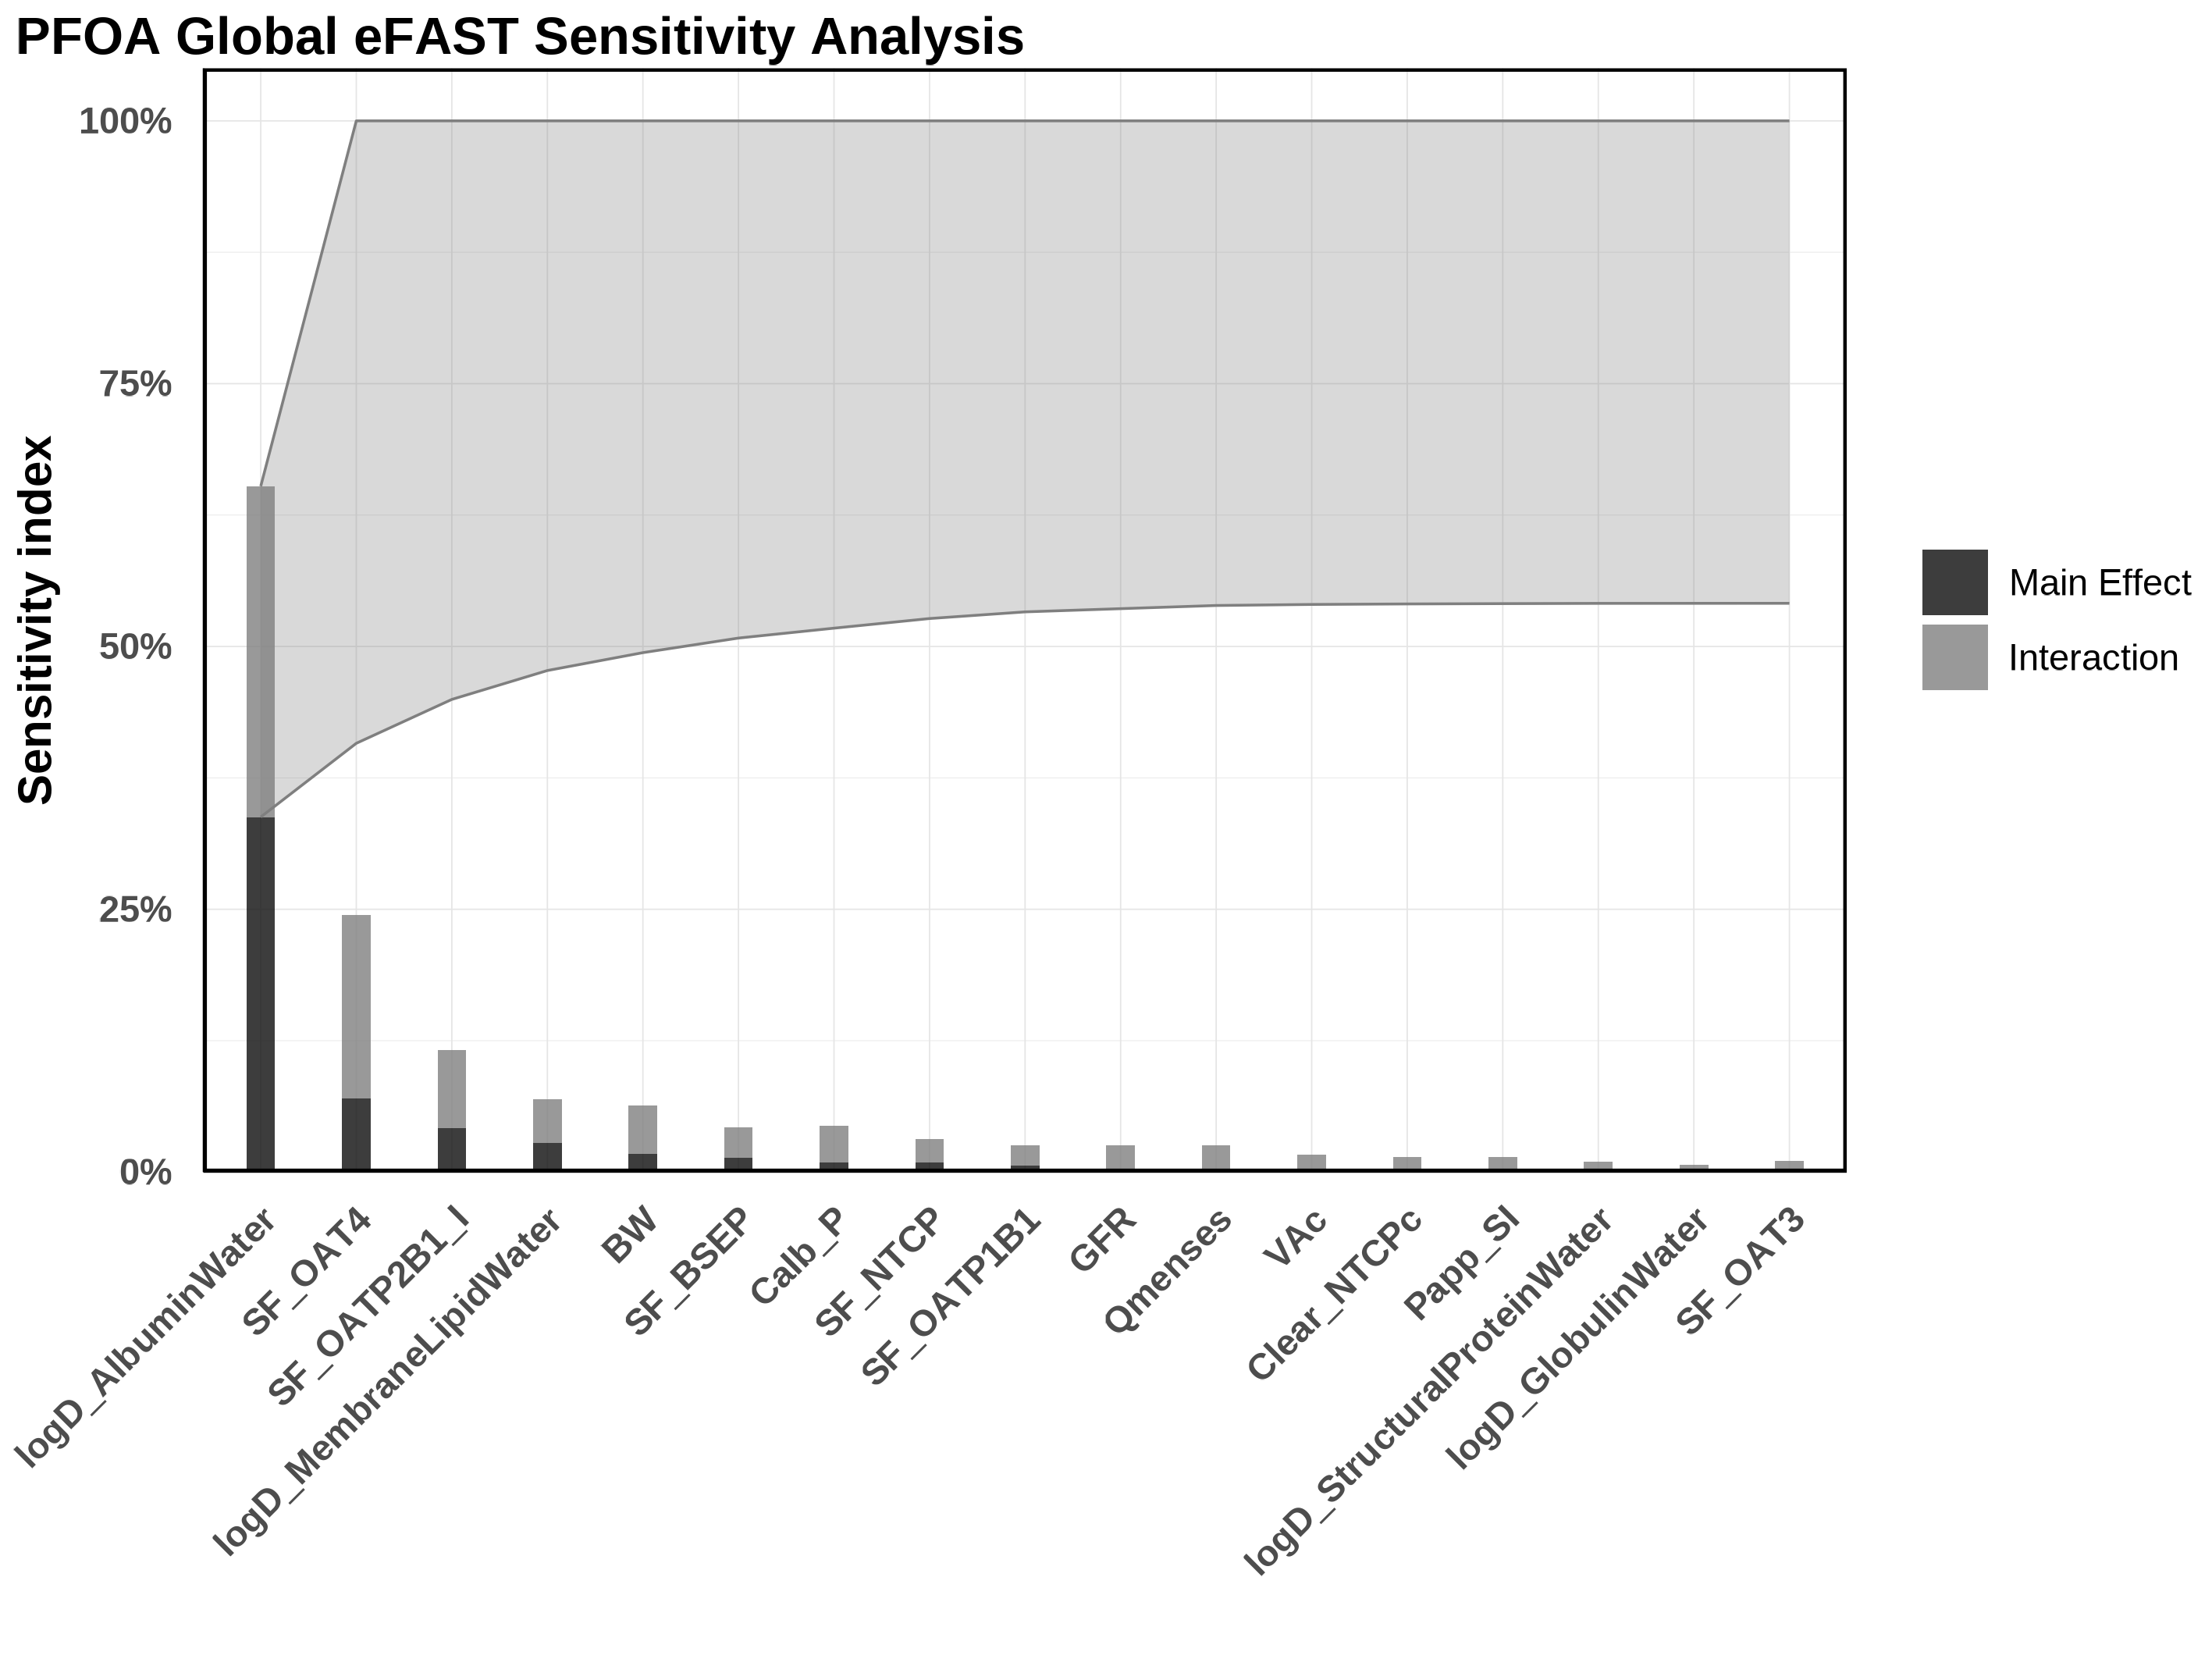 PFOA Global eFAST Sensitivity Analysis
100%
75%
50%
25%
0%
Sensitivity index
Main Effect
Interaction
logD_AlbuminWater
SF_OAT4
SF_OATP2B1_I
logD_MembraneLipidWater
BW
SF_BSEP
Calb_P
SF_NTCP
SF_OATP1B1
GFR
Qmenses
VAc
Clear_NTCPc
Papp_SI
logD_StructuralProteinWater
logD_GlobulinWater
SF_OAT3